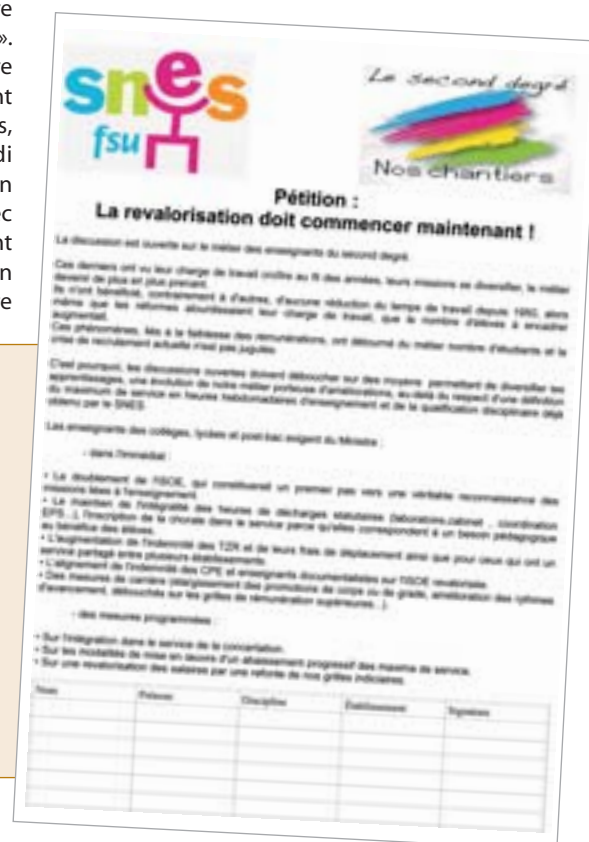 re
».
re
nt
s,
di
n
ec
nt
n
re
snes
fsu
Le second degré
Nos chantiers
Pétition :
La revalorisation doit commencer maintenant !
La discussion est ouverte sur le métier des enseignants du second degré.
Ces derniers ont vu leur charge de travail croître au fil des années, leurs missions se diversifier, le métier
devenir de plus en plus prenant.
Ils n'ont bénéficié, contrairement à d'autres, d'aucune réduction du temps de travail depuis 1950, alors
même que les réformes alourdissaient leur charge de travail, que le nombre d'élèves à encadrer
augmentait.
Ces phénomènes, liés à la faiblesse des rémunérations, ont détourné du métier nombre d'étudiants et la
crise de recrutement actuelle n'est pas jugulée.
C'est pourquoi, les discussions ouvertes doivent déboucher sur des moyens permettant de diversifier les
apprentissages, une évolution de notre métier porteuse d'améliorations, au-delà du respect d'une définition
du maximum de service en heures hebdomadaires d'enseignement et de la qualification disciplinaire déjà
obtenu par le SNES.
Les enseignants des collèges, lycées et post-bac exigent du Ministre :
- dans l'immédiat :
• Le doublement de l'ISOE, qui constituerait un premier pas vers une véritable reconnaissance des
missions liées à l'enseignement.
• Le maintien de l'intégralité des heures de décharges statutaires (laboratoire,cabinet , coordination
EPS...), l'inscription de la chorale dans le service parce qu'elles correspondent à un besoin pédagogique
au bénéfice des élèves.
• L'augmentation de l'indemnité des TZR et de leurs frais de déplacement ainsi que pour ceux qui ont un
service partagé entre plusieurs établissements.
• L'alignement de l'indemnité des CPE et enseignants documentalistes sur l'ISOE revalorisée.
• Des mesures de carrière (élargissement des promotions de corps ou de grade, amélioration des rythmes
d'avancement, débouchés sur les grilles de rémunération supérieures...).
- des mesures programmées :
• Sur l'intégration dans le service de la concertation.
• Sur les modalités de mise en œuvre d'un abaissement progressif des maxima de service.
• Sur une revalorisation des salaires par une refonte de nos grilles indiciaires.
Nom Prénom Discipline Établissement Signature